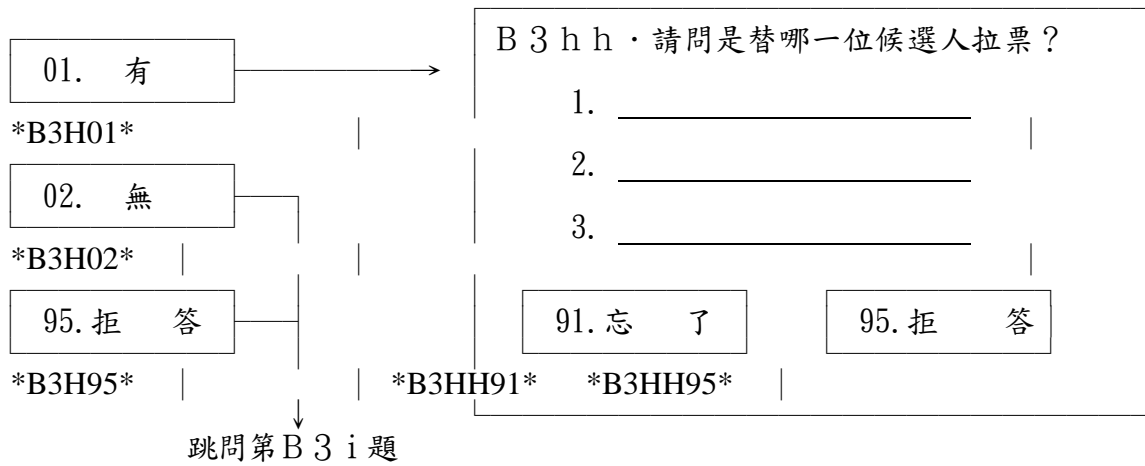 B3hh．請問是替哪一位候選人拉票？
01. 有
1.
*B3H01*
2.
02. 無
3.
*B3H02*
95.拒 答
91.忘 了
95.拒 答
*B3H95*
*B3HH91*
*B3HH95*
跳問第B3i題